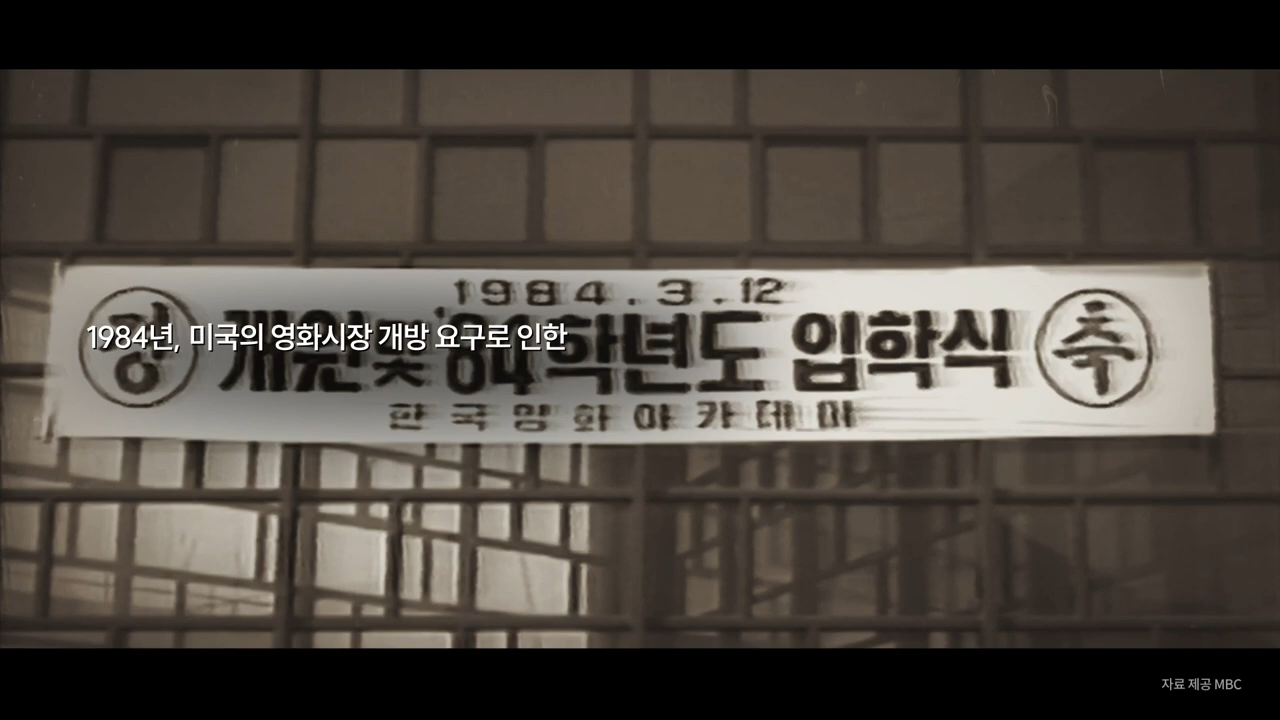 1984.3.12
경 개원 및 '84학년도 입학식 축
한국영화아카데미
1984년, 미국의 영화시장 개방 요구로 인한
자료 제공 MBC